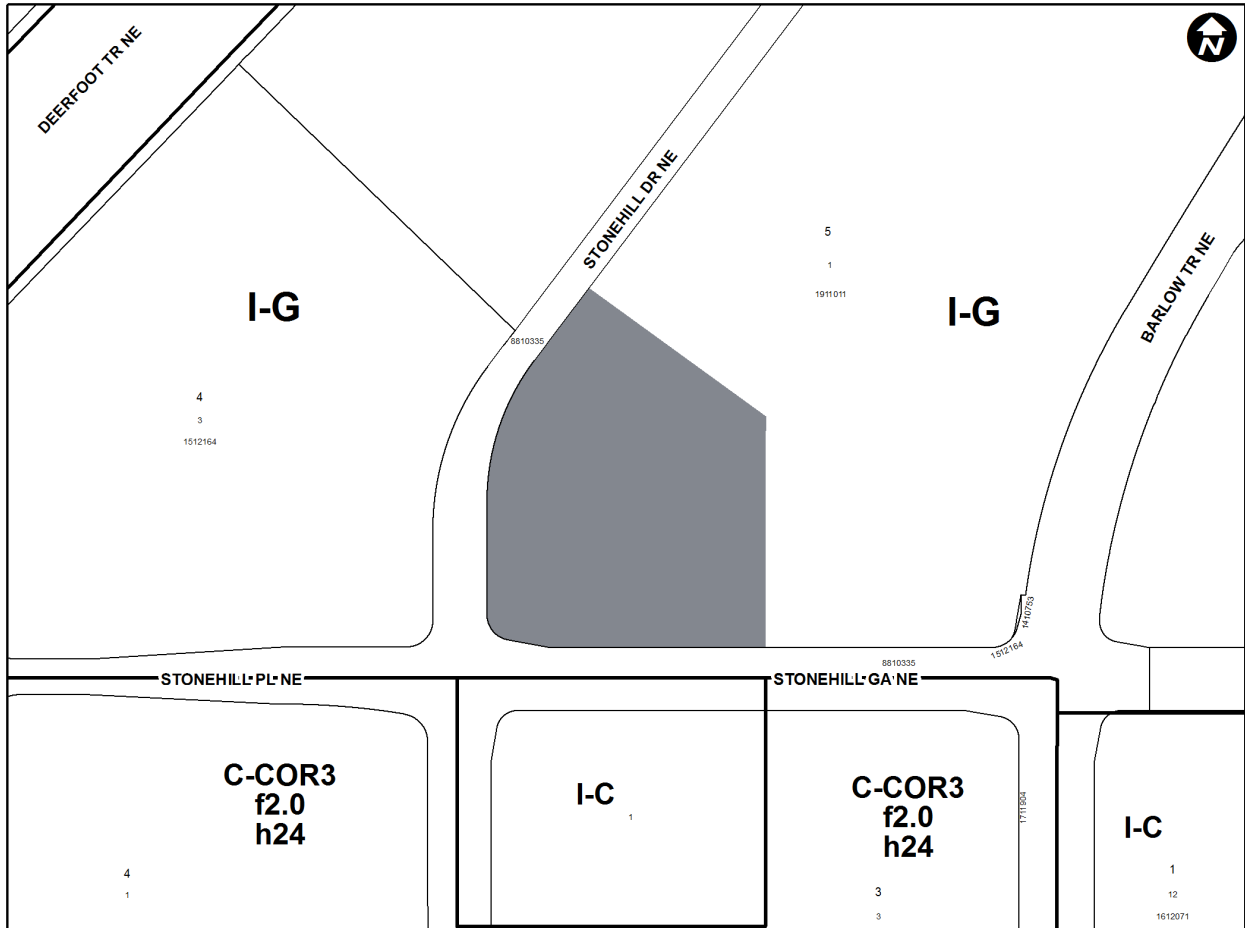 N
DEERFOOT TR NE
STONEHILL DR NE
5
1
1911011
BARLOW TR NE
I-G
I-G
8810335
4
3
1512164
1410753
1512164
8810335
STONEHILL PL NE
STONEHILL GA NE
C-COR3
f2.0
h24
I-C
1
C-COR3
f2.0
h24
1711904
I-C
4
1
3
3
1
12
1612071